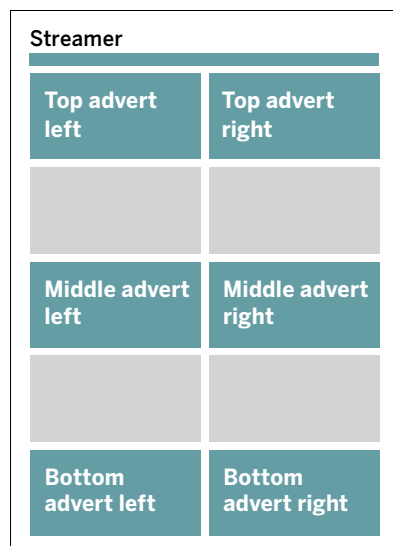 Streamer
Top advert
left
Top advert
right
Middle advert
left
Middle advert
right
Bottom
advert left
Bottom
advert right